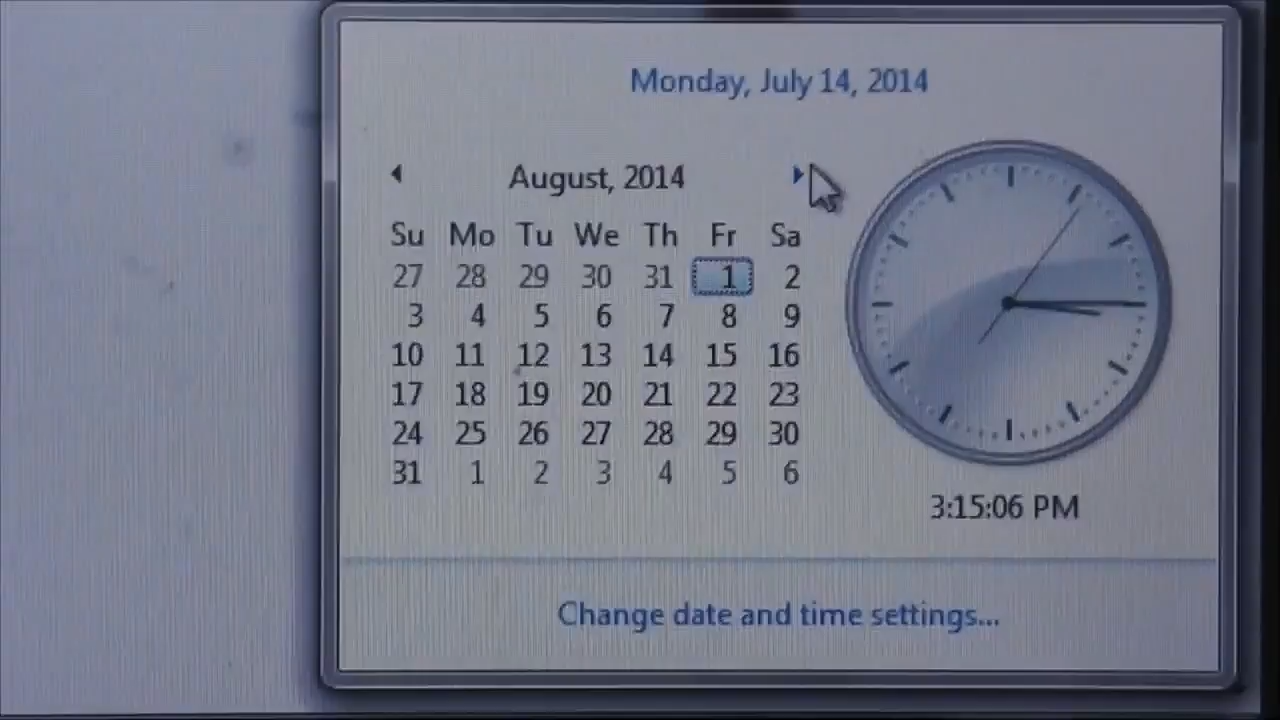 Monday, July 14, 2014
August, 2014
Su Mo Tu We Th Fr Sa
27 28 29 30 31 1 2
3 4 5 6 7 8 9
10 11 12 13 14 15 16
17 18 19 20 21 22 23
24 25 26 27 28 29 30
31 1 2 3 4 5 6
3:15:06 PM
Change date and time settings...